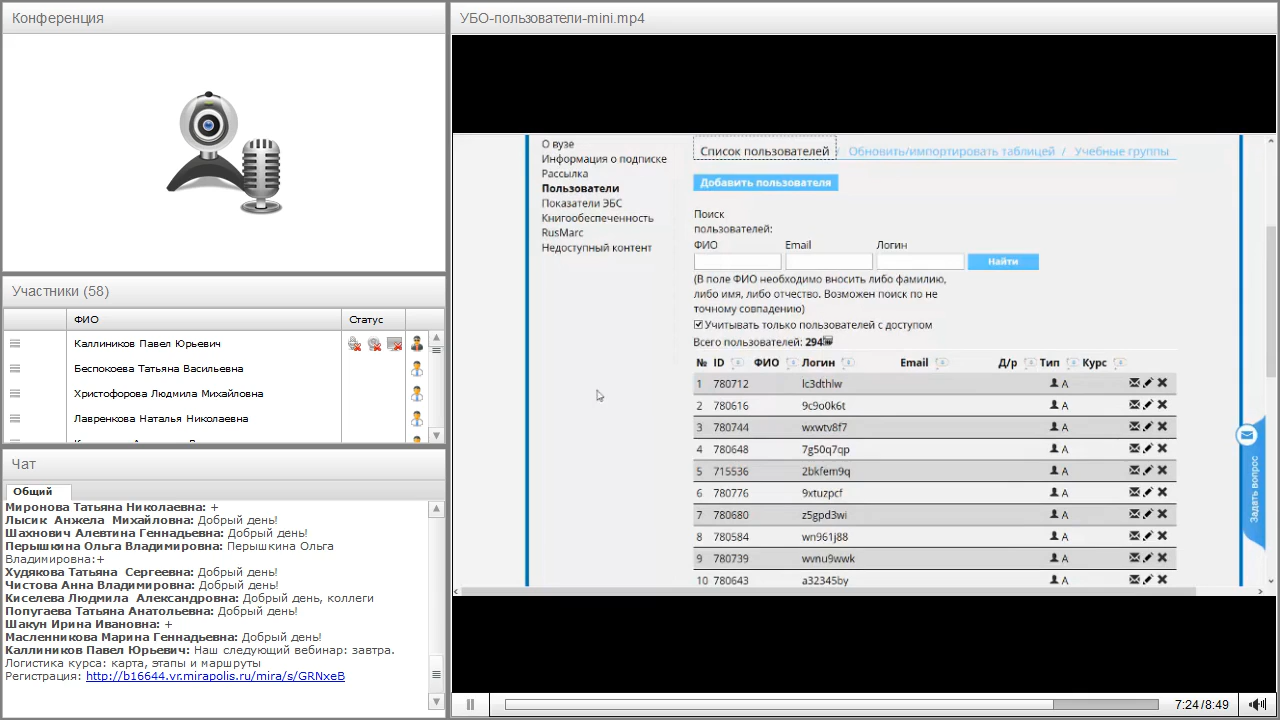 Конференция
УБО-пользователи-mini.mp4
Участники (58)
ФИО Статус
Каллиников Павел Юрьевич
Беспокоева Татьяна Васильевна
Христофорова Людмила Михайловна
Лавренкова Наталья Николаевна
Чат
Общий
Миронова Татьяна Николаевна: +
Лысик Анжела Михайловна: Добрый день!
Шахнович Алевтина Геннадьевна: Добрый день!
Перышкина Ольга Владимировна: Перышкина Ольга
Владимировна:+
Худякова Татьяна Сергеевна: Добрый день!
Чистова Анна Владимировна: Добрый день!
Киселева Людмила Александровна: Добрый день, коллеги
Попугаева Татьяна Анатольевна: Добрый день!
Шакун Ирина Ивановна: +
Масленникова Марина Геннадьевна: Добрый день!
Каллиников Павел Юрьевич: Наш следующий вебинар: завтра.
Логистика курса: карта, этапы и маршруты
Регистрация: http://b16644.vr.mirapolis.ru/mira/s/GRNxeB
О вузе
Информация о подписке
Рассылка
Пользователи
Показатели ЭБС
Книгообеспеченность
RusMarc
Недоступный контент
Список пользователей / Обновить/импортировать таблицей / Учебные группы
Добавить пользователя
Поиск
пользователей:
ФИО Email Логин
Найти
(В поле ФИО необходимо вносить либо фамилию,
либо имя, либо отчество. Возможен поиск по не
точному совпадению)
Учитывать только пользователей с доступом
Всего пользователей: 294
№ ID ФИО Логин Email Д/р Тип Курс
1 780712 lc3dthlw A
2 780616 9c9o0k6t A
3 780744 wxwtv8f7 A
4 780648 7g50q7qp A
5 715536 2bkfem9q A
6 780776 9xtuzpcf A
7 780680 z5gpd3wi A
8 780584 wn961j88 A
9 780739 wvnu9wwk A
10 780643 a32345by A
Задать вопрос
7:24/8:49